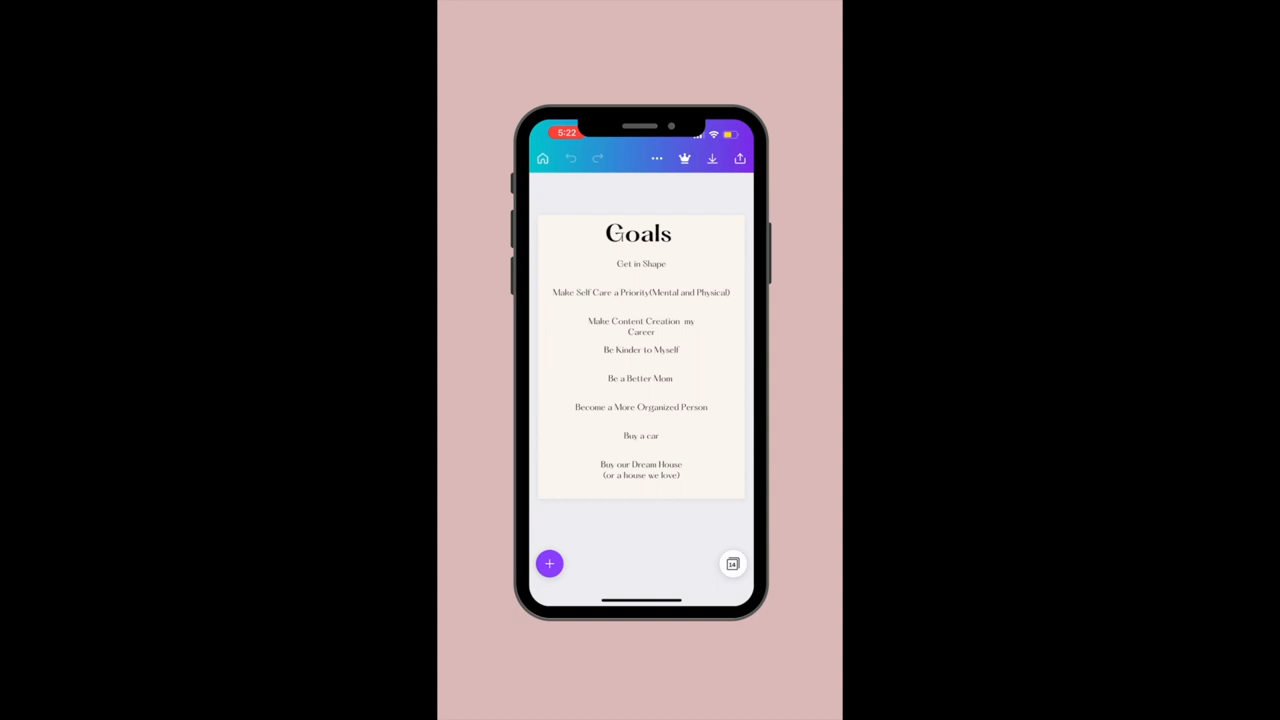 5:22
Goals
Get in Shape
Make Self Care a Priority(Mental and Physical)
Make Content Creation my
Career
Be Kinder to Myself
Be a Better Mom
Become a More Organized Person
Buy a car
Buy our Dream House
(or a house we love)
14